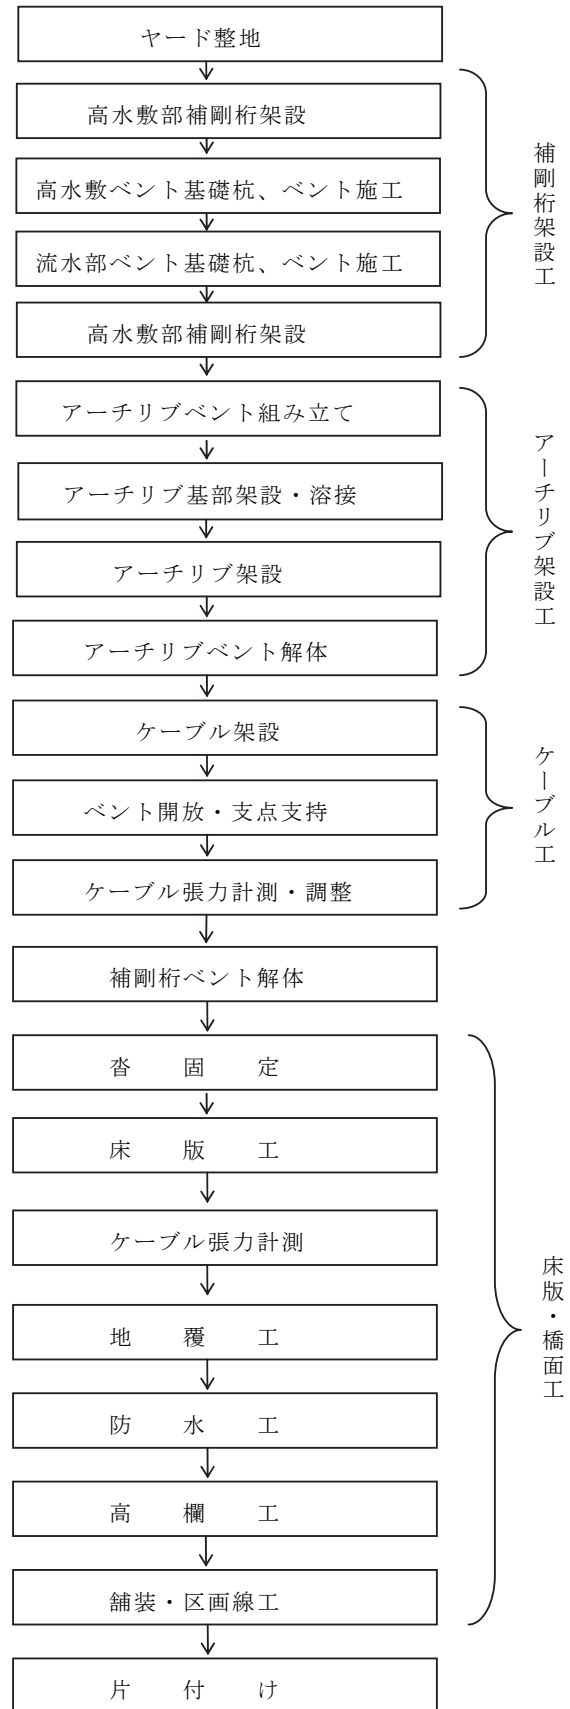 ヤード整地
高水敷部補剛桁架設
高水敷ベント基礎杭、ベント施工
流水部ベント基礎杭、ベント施工
高水敷部補剛桁架設
補剛桁架設工
アーチリブベント組み立て
アーチリブ基部架設・溶接
アーチリブ架設
アーチリブベント解体
アーチリブ架設工
ケーブル架設
ベント開放・支点支持
ケーブル張力計測・調整
ケーブル工
補剛桁ベント解体
沓　固　定
床　版　工
ケーブル張力計測
地　覆　工
防　水　工
高　欄　工
舗装・区画線工
床版・橋面工
片　付　け